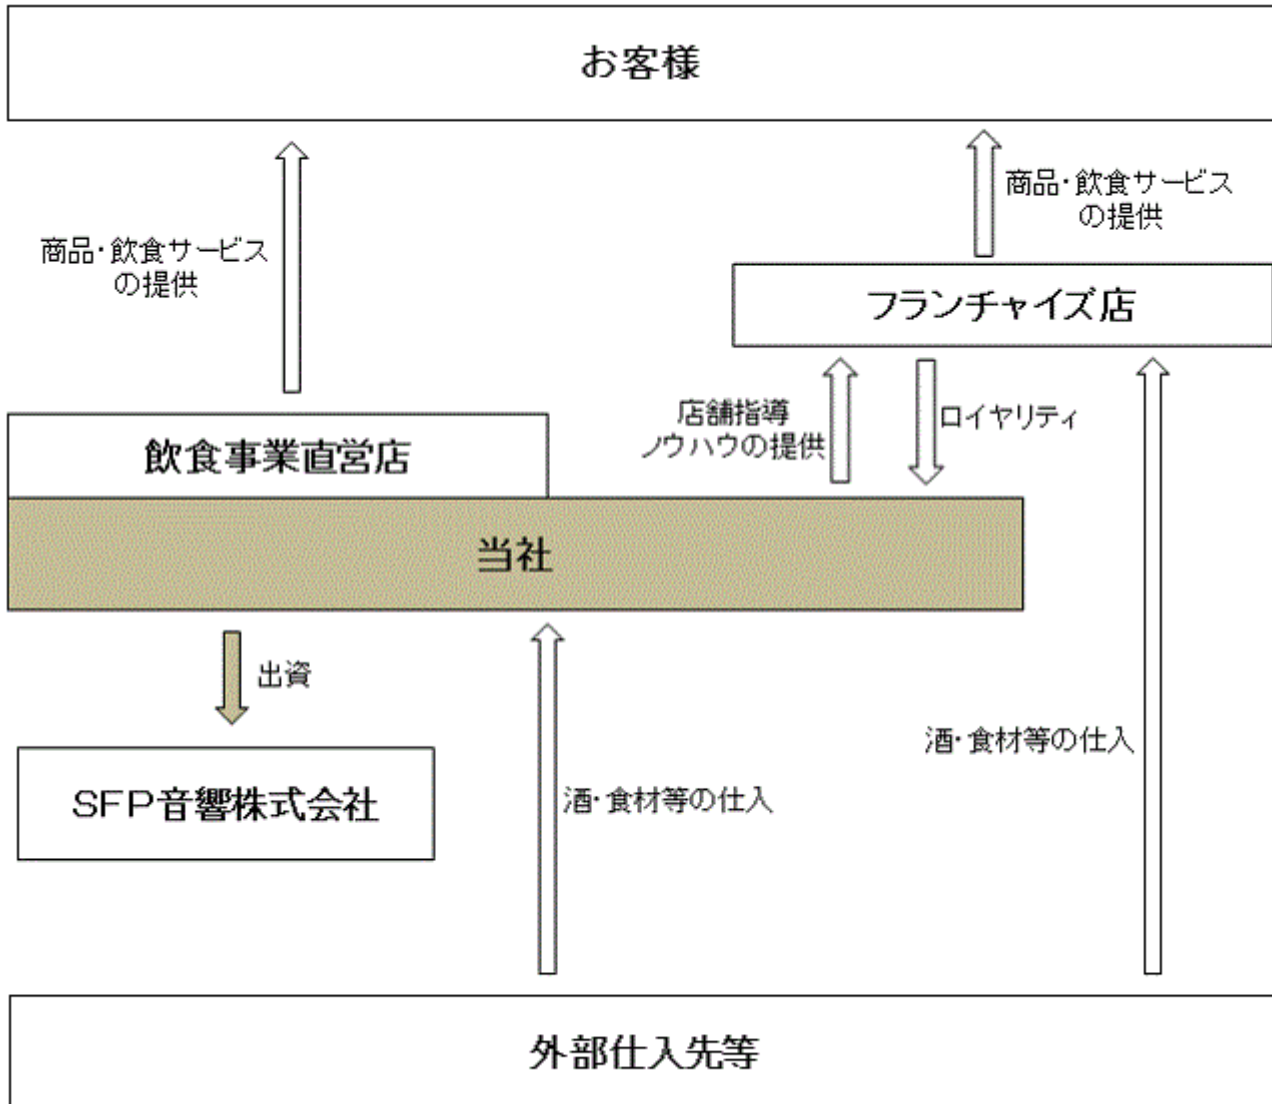 お客様
商品・飲食サービス
の提供
商品・飲食サービス
の提供
フランチャイズ店
店舗指導
ノウハウの提供
ロイヤリティ
飲食事業直営店
当社
出資
SFP音響株式会社
酒・食材等の仕入
酒・食材等の仕入
外部仕入先等